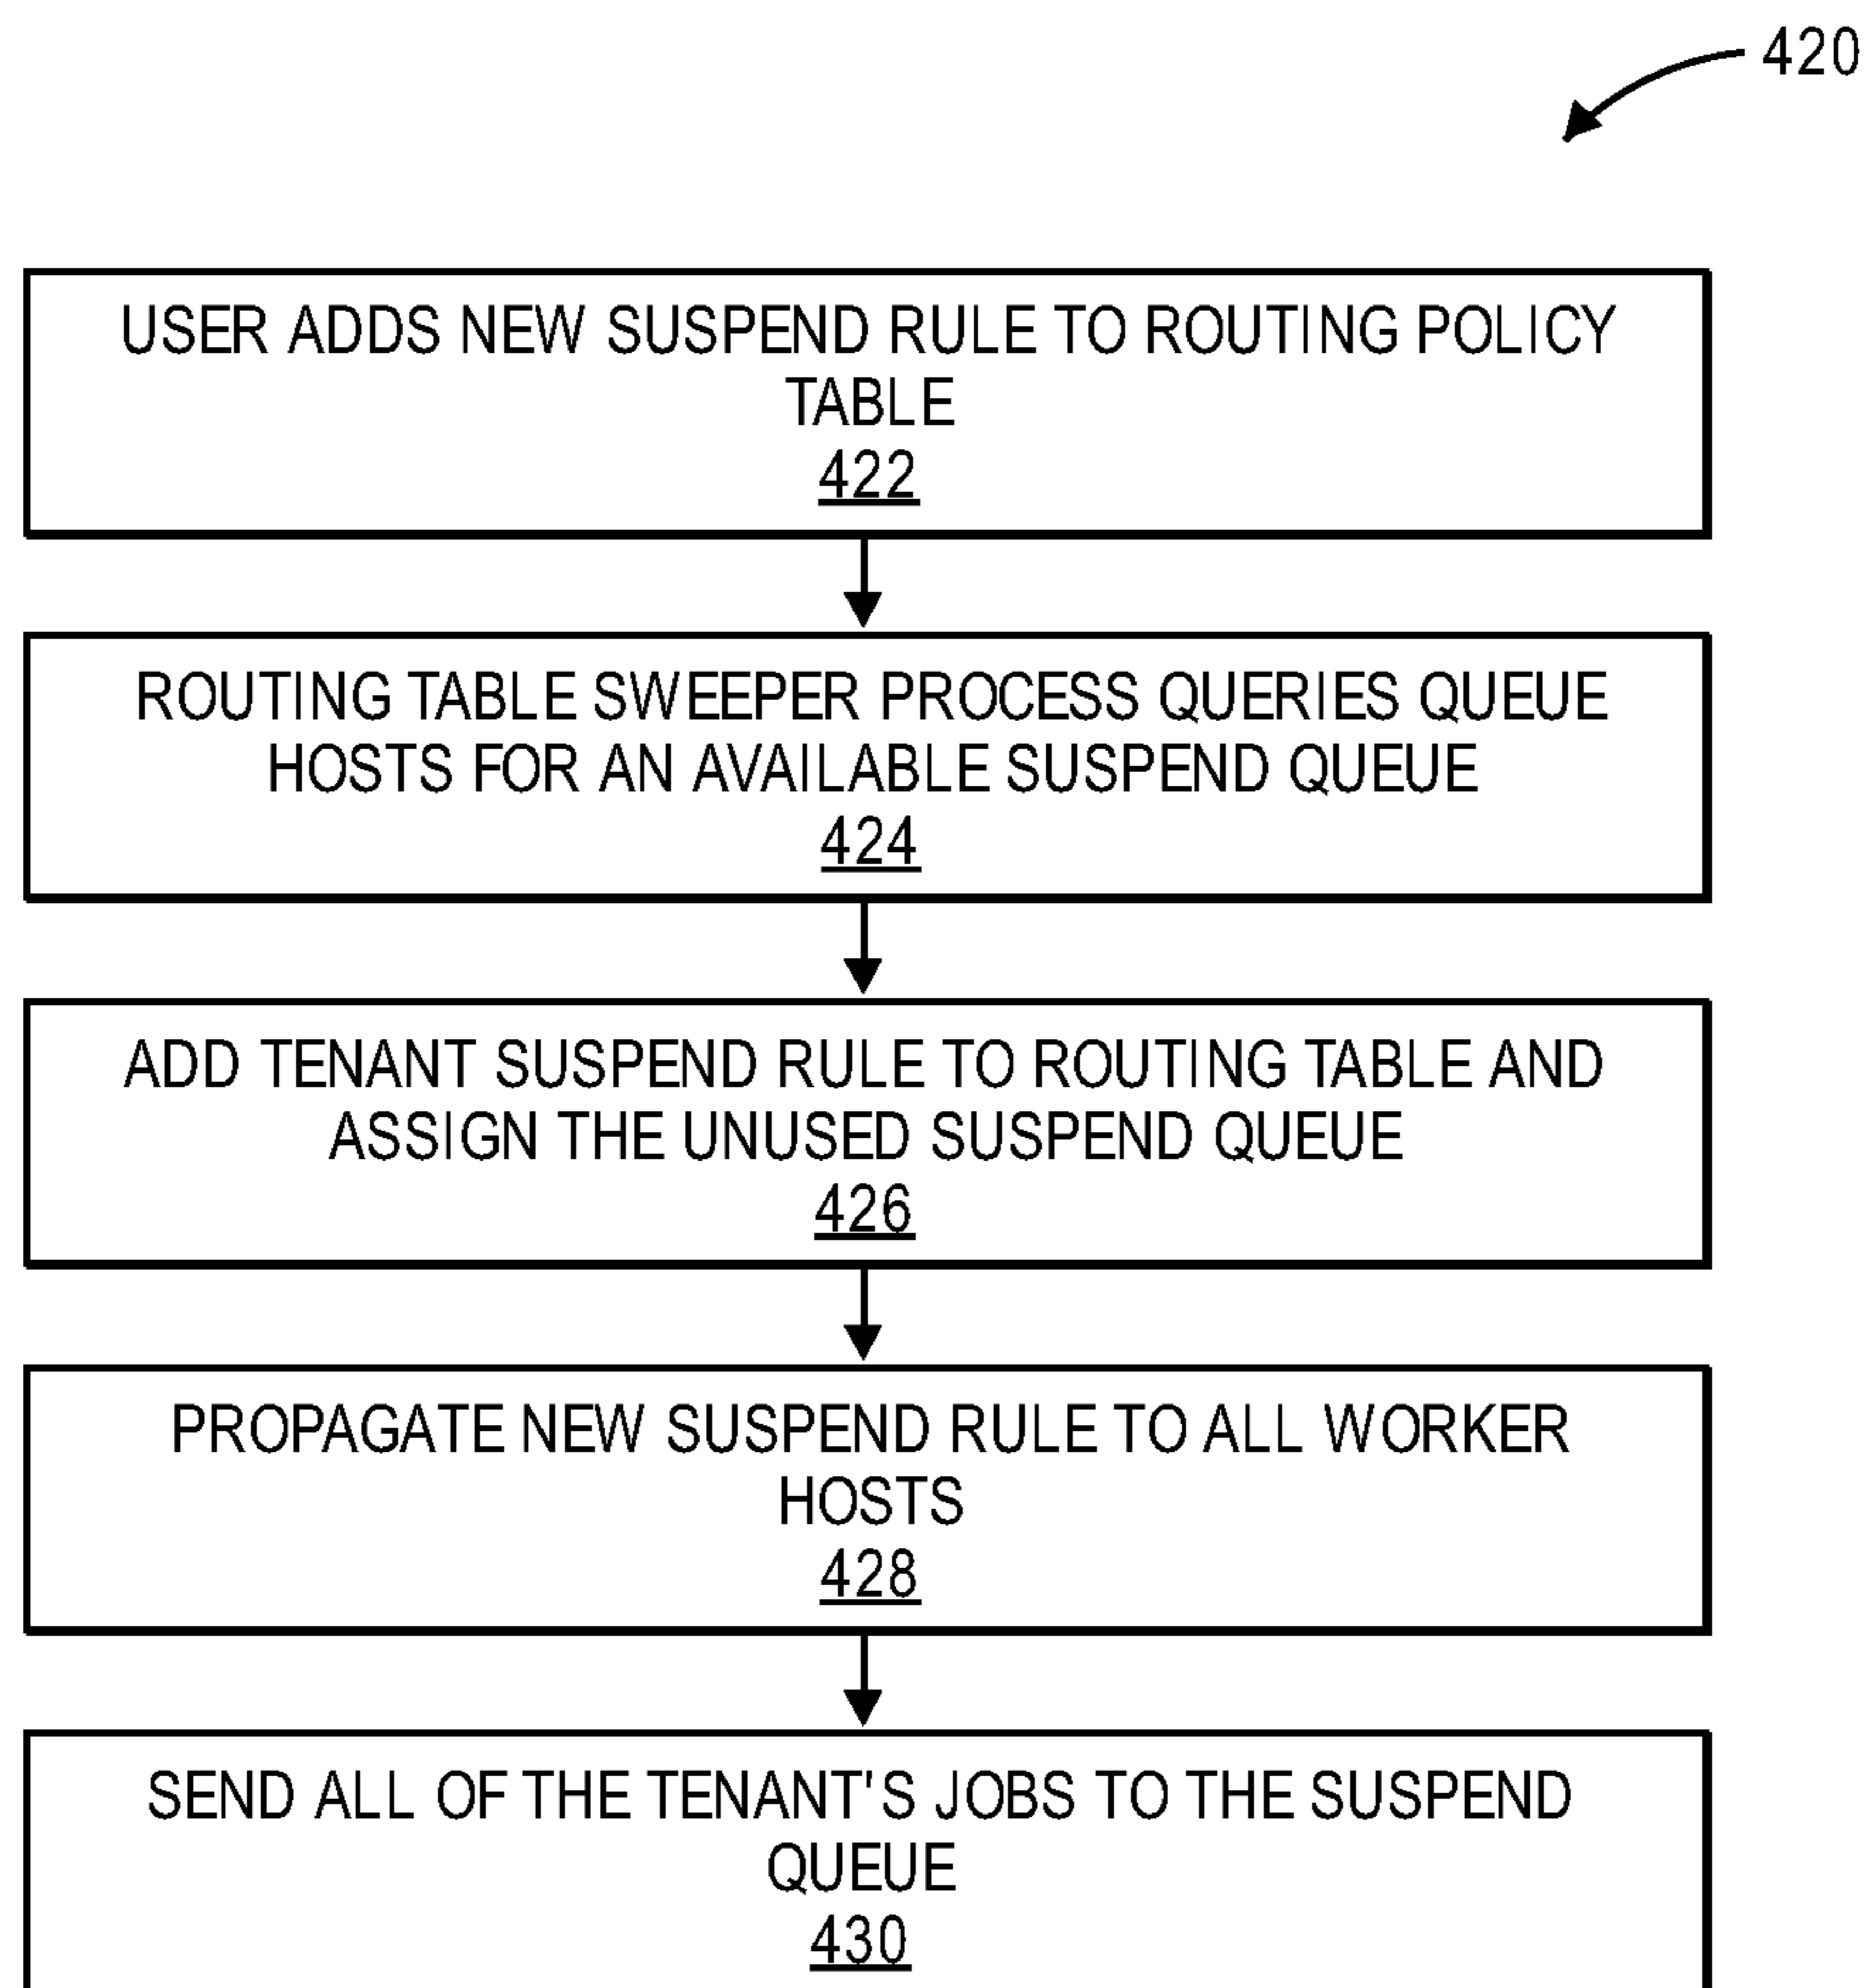 420
USER ADDS NEW SUSPEND RULE TO ROUTING POLICY
TABLE
422
ROUTING TABLE SWEEPER PROCESS QUERIES QUEUE
HOSTS FOR AN AVAILABLE SUSPEND QUEUE
424
ADD TENANT SUSPEND RULE TO ROUTING TABLE AND
ASSIGN THE UNUSED SUSPEND QUEUE
426
PROPAGATE NEW SUSPEND RULE TO ALL WORKER
HOSTS
428
SEND ALL OF THE TENANT'S JOBS TO THE SUSPEND
QUEUE
430